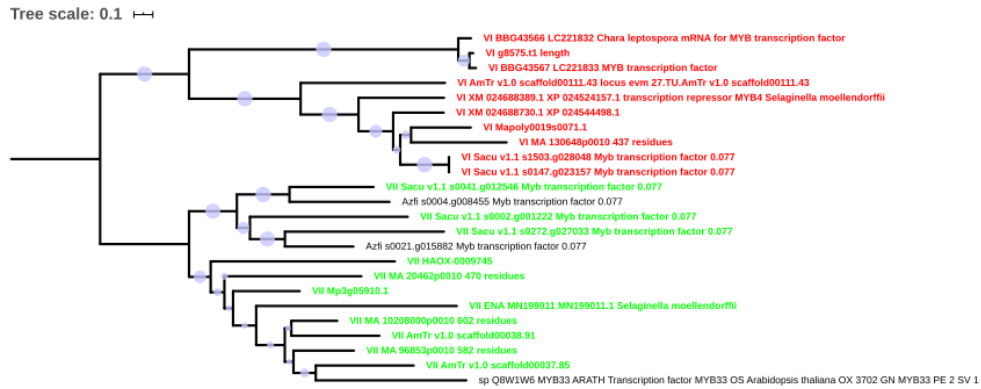 Tree scale: 0.1
VI BBG43566 LC221832 Chara leptospora mRNA for MYB transcription factor
VI g8575.t1 length
VI BBG43567 LC221833 MYB transcription factor
VI AmTr v1.0 scaffold00111.43 locus evm 27.TU.AmTr v1.0 scaffold00111.43
VI XM 024688389.1 XP 024524157.1 transcription repressor MYB4 Selaginella moellendorffii
VI XM 024688730.1 XP 024544498.1
VI Mapoly0019s0071.1
VI MA 130648p0010 437 residues
VI Sacu v1.1 s1503.g028048 Myb transcription factor 0.077
VI Sacu v1.1 s0147.g023157 Myb transcription factor 0.077
VII Sacu v1.1 s0041.g012546 Myb transcription factor 0.077
Azfi s0004.g008455 Myb transcription factor 0.077
VII Sacu v1.1 s0002.g001222 Myb transcription factor 0.077
VII Sacu v1.1 s0272.g027033 Myb transcription factor 0.077
Azfi s0021.g015882 Myb transcription factor 0.077
VII HAOX-0009745
VII MA 20462p0010 470 residues
VII Mp3g05910.1
VII ENA MN199011 MN199011.1 Selaginella moellendorffii
VII MA 10208000p0010 602 residues
VII AmTr v1.0 scaffold00038.91
VII MA 96853p0010 582 residues
VII AmTr v1.0 scaffold00037.85
sp Q8W1W6 MYB33 ARATH Transcription factor MYB33 OS Arabidopsis thaliana OX 3702 GN MYB33 PE 2 SV 1